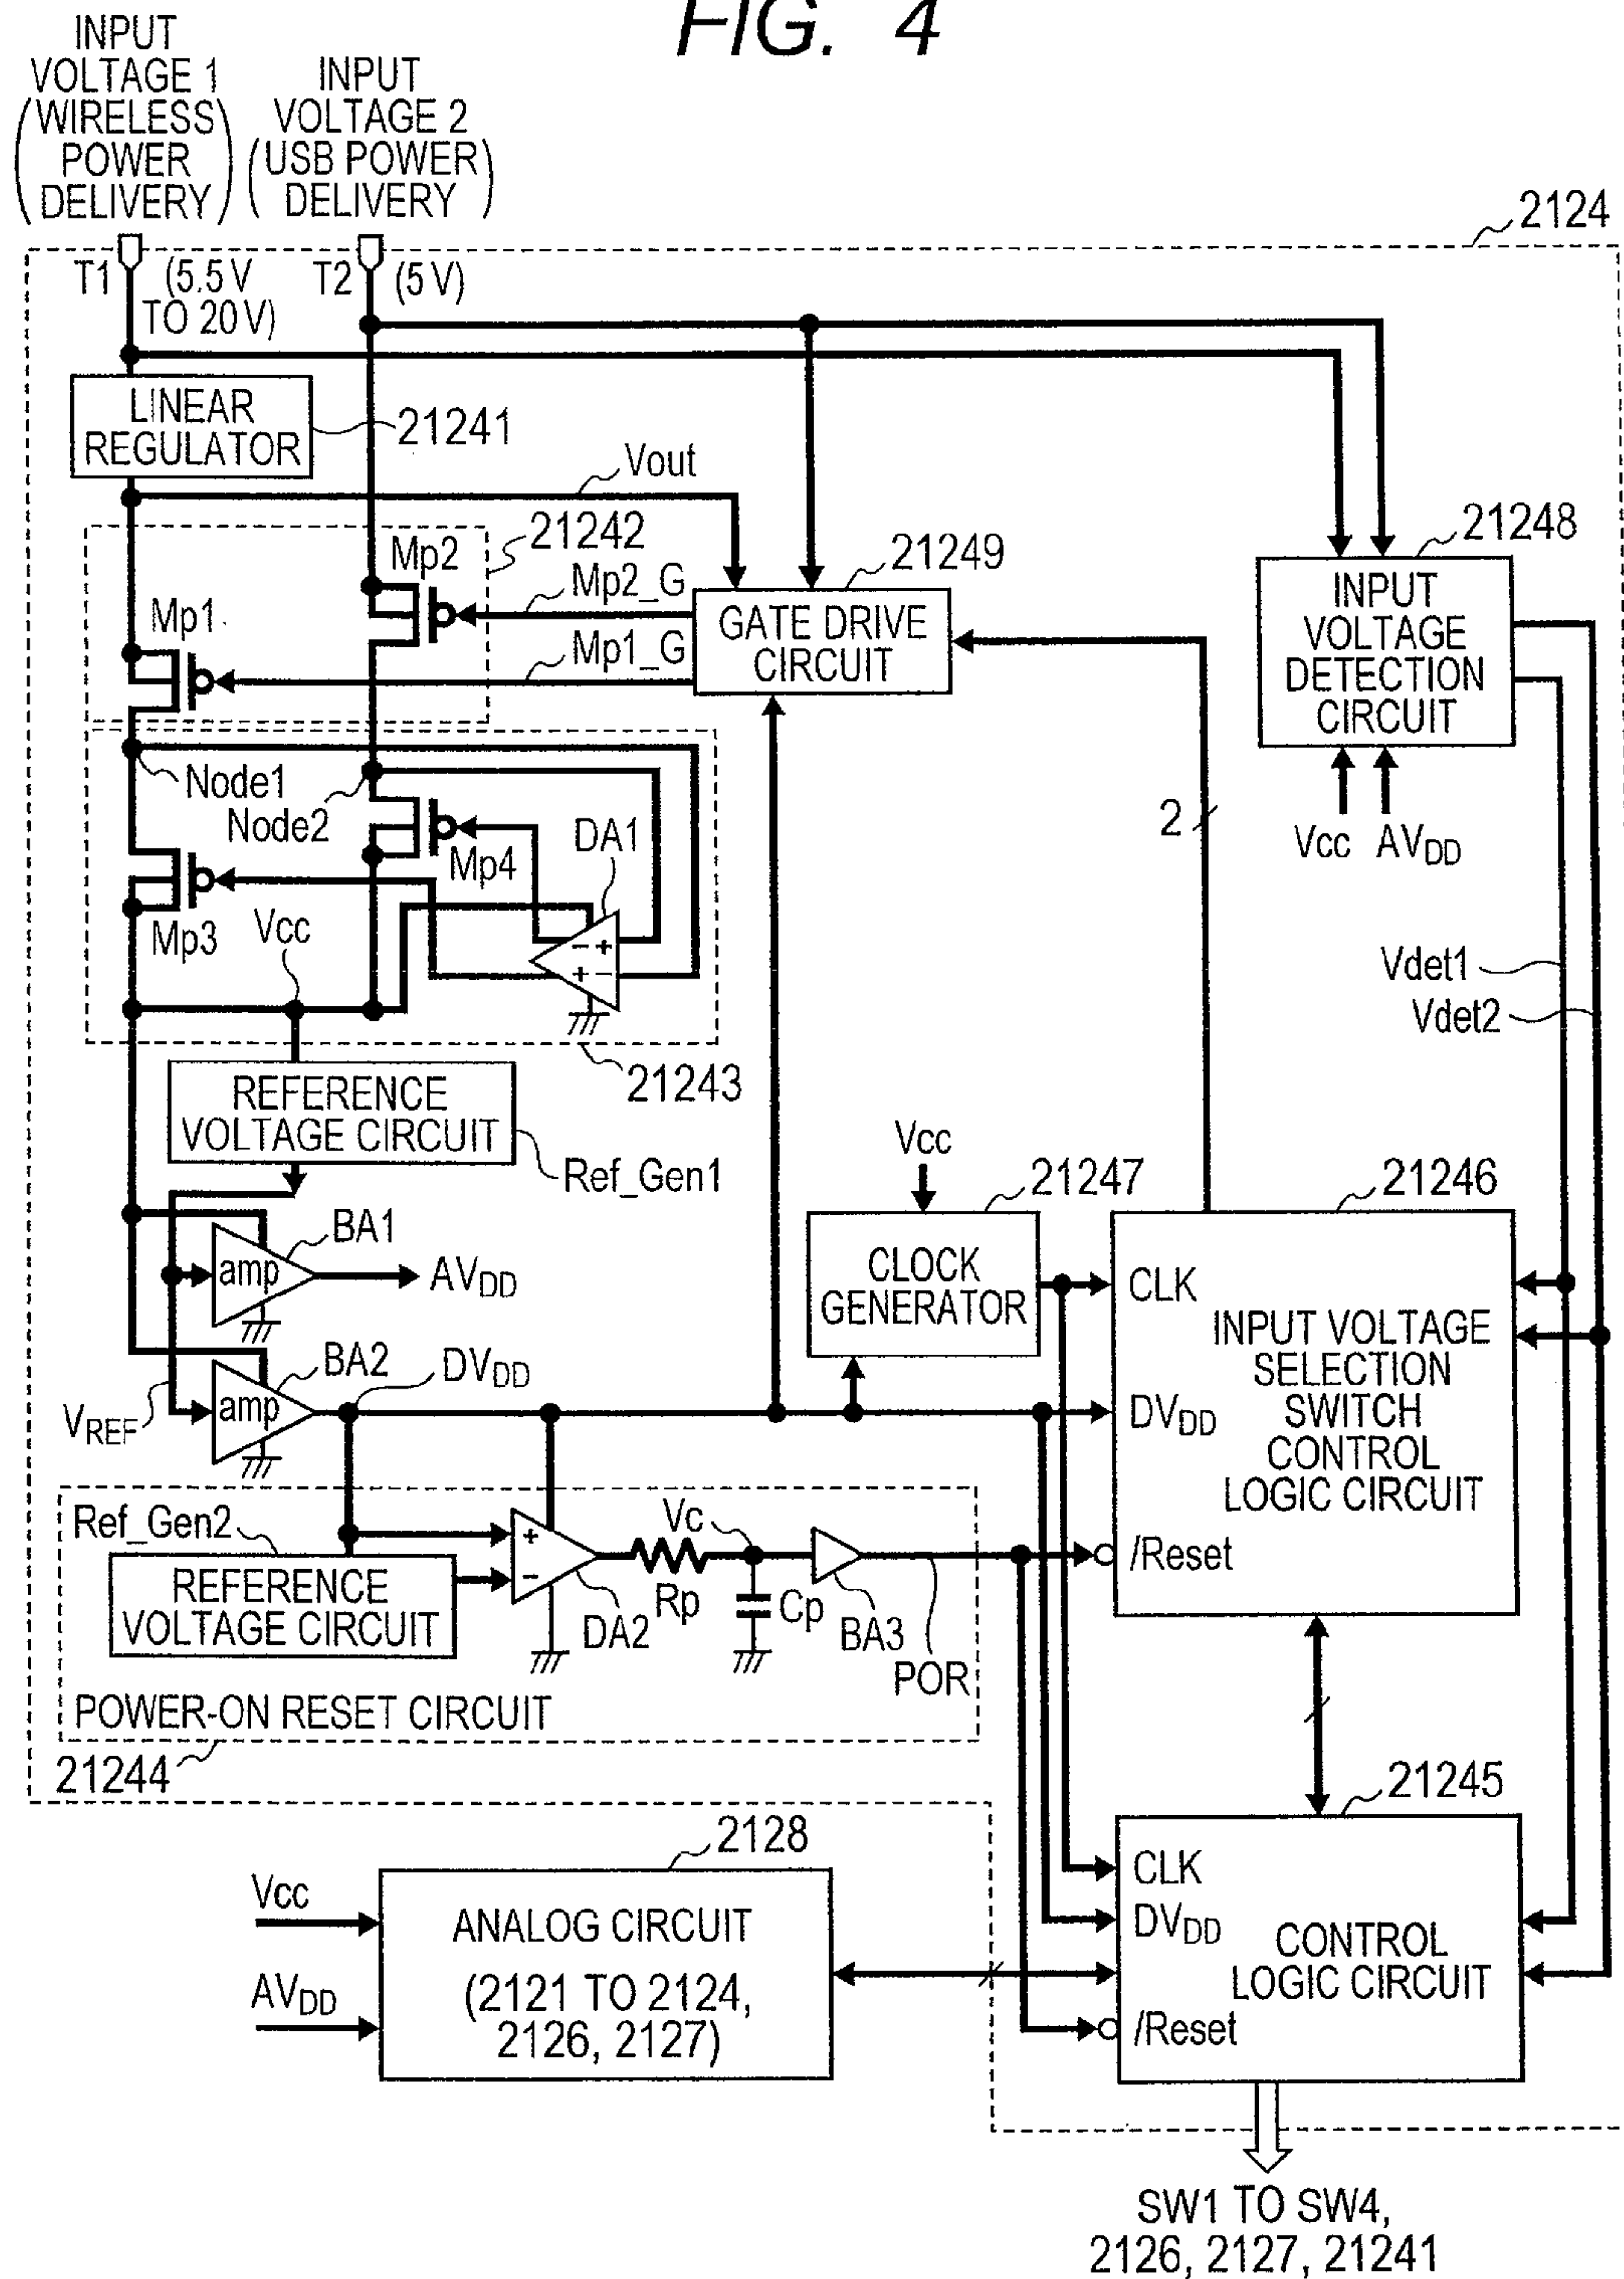 FIG. 4
INPUT
VOLTAGE 1
(WIRELESS
POWER
DELIVERY)
INPUT
VOLTAGE 2
(USB POWER
DELIVERY)
2124
T1
(5.5 V
TO 20 V)
T2
(5 V)
LINEAR
REGULATOR
21241
Vout
21242
Mp2
Mp2_G
Mp1
Mp1_G
21249
GATE DRIVE
CIRCUIT
21248
INPUT
VOLTAGE
DETECTION
CIRCUIT
Vcc
AVDD
Node1
Node2
Mp4
DA1
- +
+ -
Mp3
Vcc
21243
2
Vdet1
Vdet2
REFERENCE
VOLTAGE CIRCUIT
Ref_Gen1
BA1
amp
AVDD
BA2
amp
DVDD
VREF
Vcc
21247
CLOCK
GENERATOR
21246
CLK
INPUT VOLTAGE
SELECTION
SWITCH
CONTROL
LOGIC CIRCUIT
DVDD
/Reset
Ref_Gen2
REFERENCE
VOLTAGE CIRCUIT
+
-
DA2
Rp
Vc
Cp
BA3
POR
POWER-ON RESET CIRCUIT
21244
2128
Vcc
AVDD
ANALOG CIRCUIT
(2121 TO 2124,
2126, 2127)
21245
CLK
DVDD
CONTROL
LOGIC CIRCUIT
/Reset
SW1 TO SW4,
2126, 2127, 21241